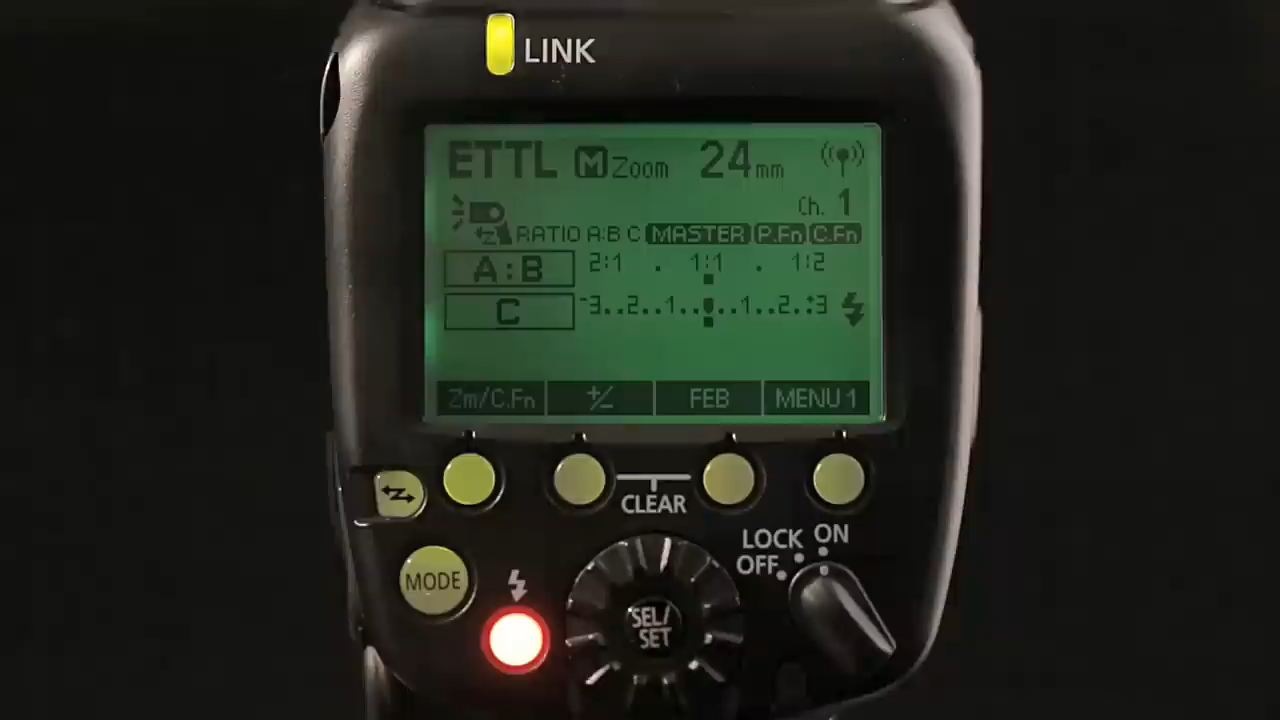 LINK
ETTL M Zoom 24mm
Ch. 1
RATIO A:B C MASTER P.Fn C.Fn
A:B 2:1 . 1:1 . 1:2
C -3..2..1..0..1..2.+3
Zm/C.Fn +/- FEB MENU 1
CLEAR
LOCK ON
OFF
MODE
SEL/
SET